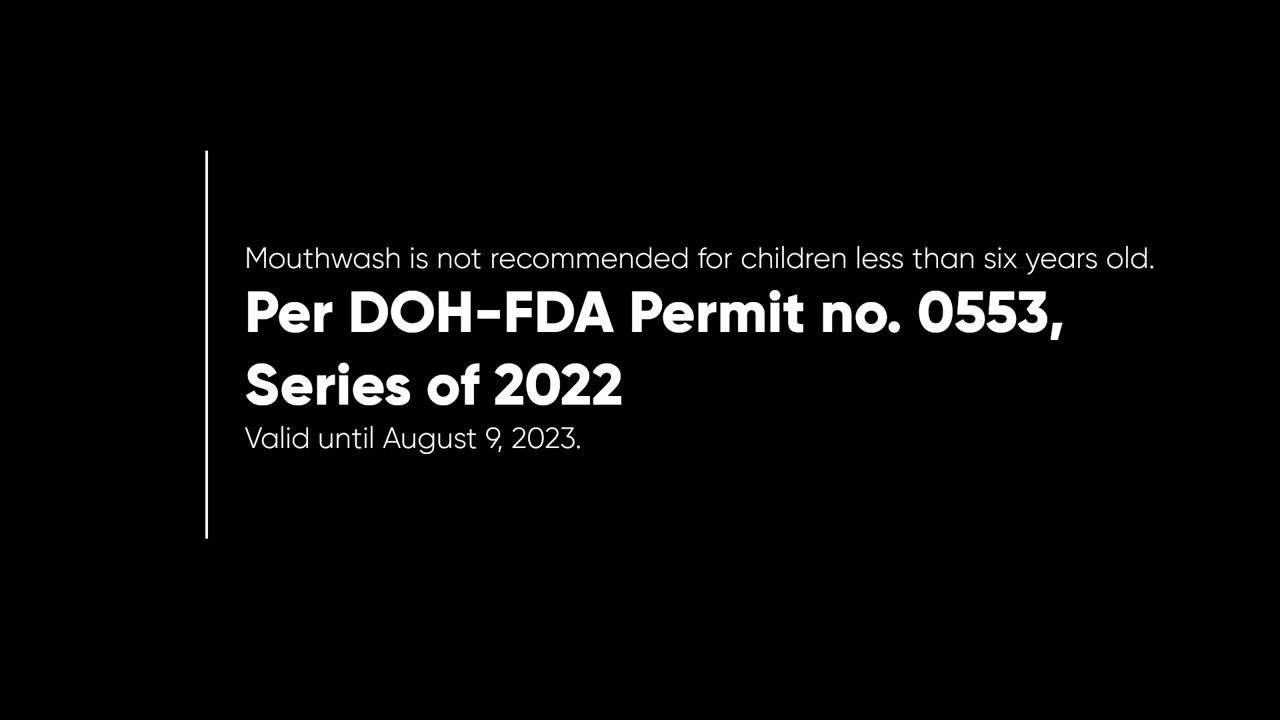 Mouthwash is not recommended for children less than six years old.
Per DOH-FDA Permit no. 0553,
Series of 2022
Valid until August 9, 2023.